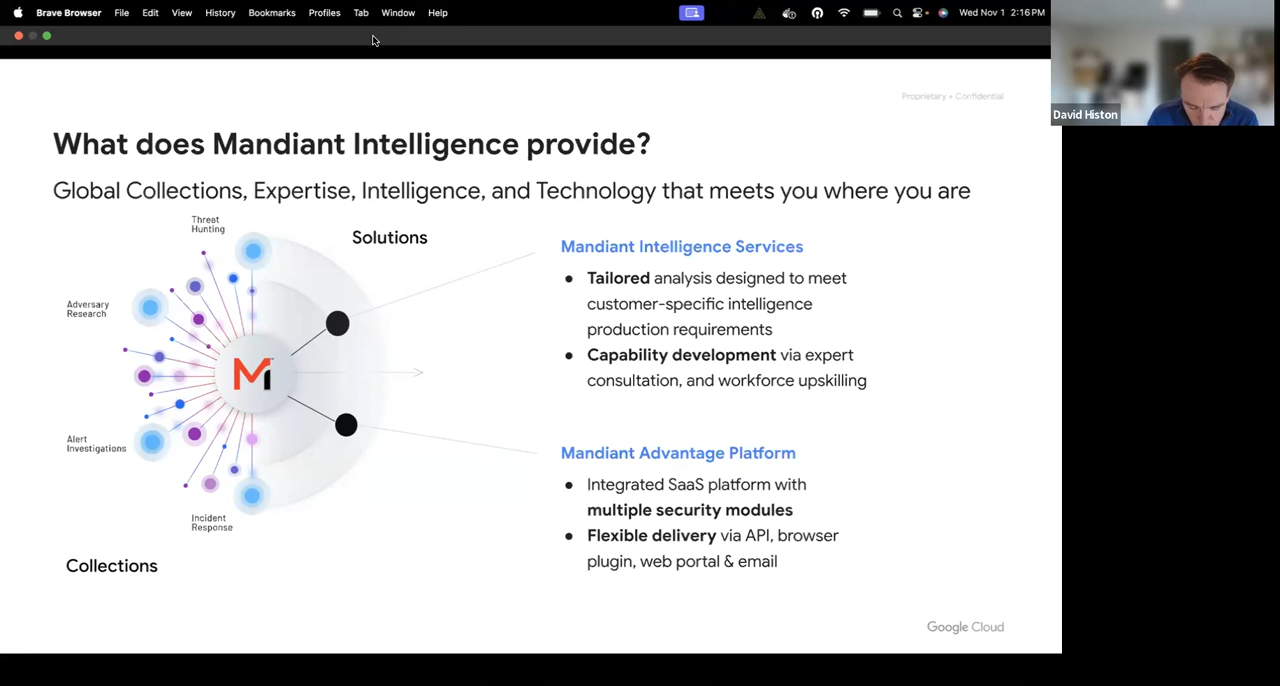 Brave Browser File Edit View History Bookmarks Profiles Tab Window Help Wed Nov 1 2:16 PM
David Histon
Proprietary + Confidential
What does Mandiant Intelligence provide?
Global Collections, Expertise, Intelligence, and Technology that meets you where you are
Threat
Hunting
Adversary
Research
Alert
Investigations
Incident
Response
Collections
Solutions
Mandiant Intelligence Services
● Tailored analysis designed to meet
customer-specific intelligence
production requirements
● Capability development via expert
consultation, and workforce upskilling
Mandiant Advantage Platform
● Integrated SaaS platform with
multiple security modules
● Flexible delivery via API, browser
plugin, web portal & email
Google Cloud